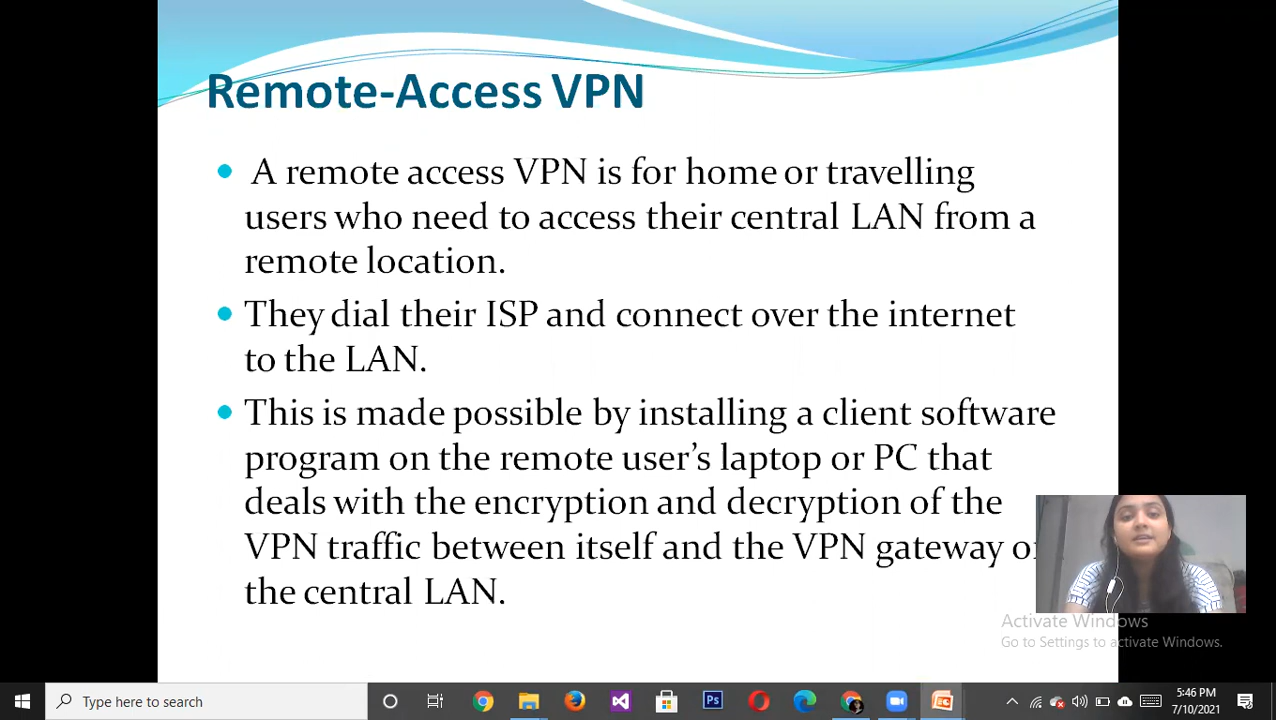 Remote-Access VPN
A remote access VPN is for home or travelling
users who need to access their central LAN from a
remote location.
They dial their ISP and connect over the internet
to the LAN.
This is made possible by installing a client software
program on the remote user’s laptop or PC that
deals with the encryption and decryption of the
VPN traffic between itself and the VPN gateway
the central LAN.
Activate Windows
Go to Settings to activate Windows.
Type here to search
Ps
5:46 PM
7/10/2021